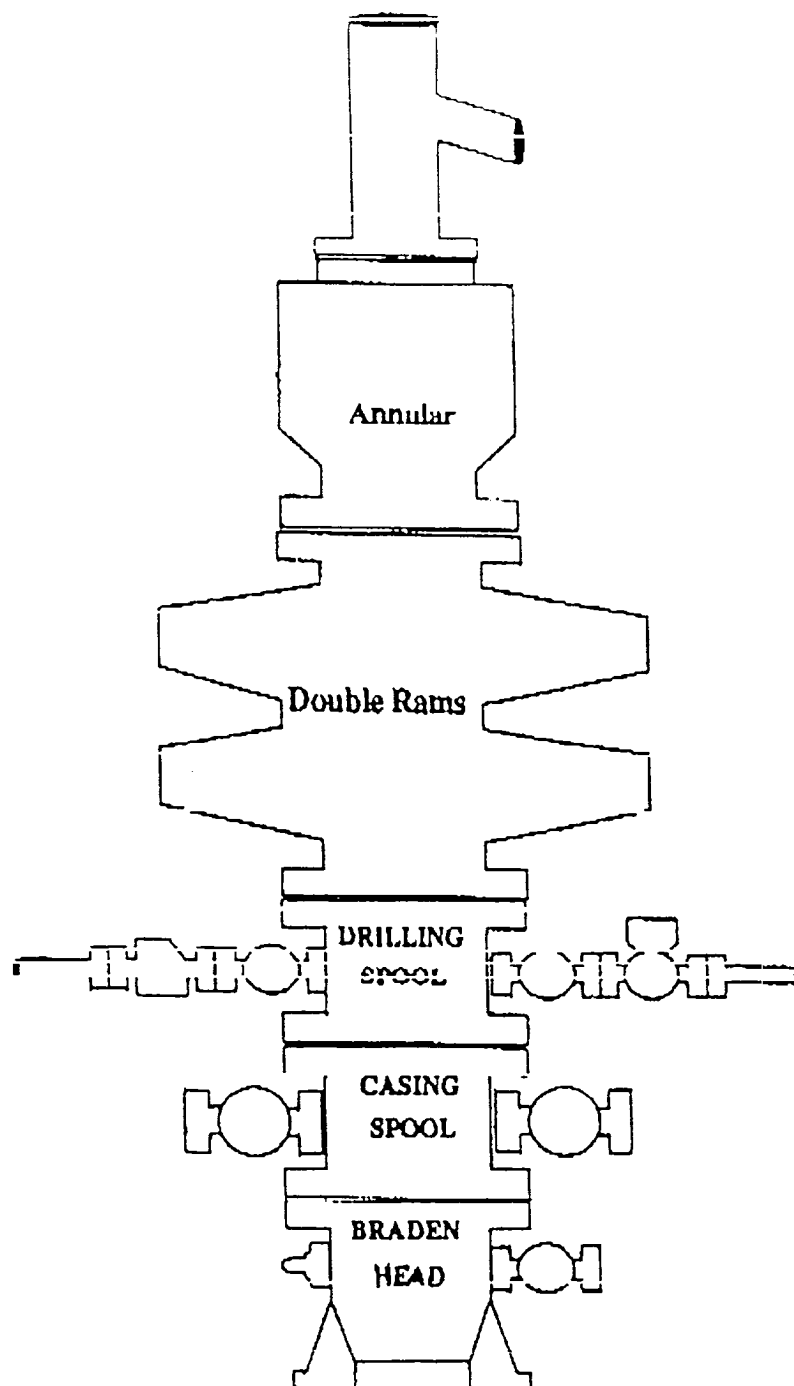 Annular
Double Rams
DRILLING
SPOOL
CASING
SPOOL
BRADEN
HEAD